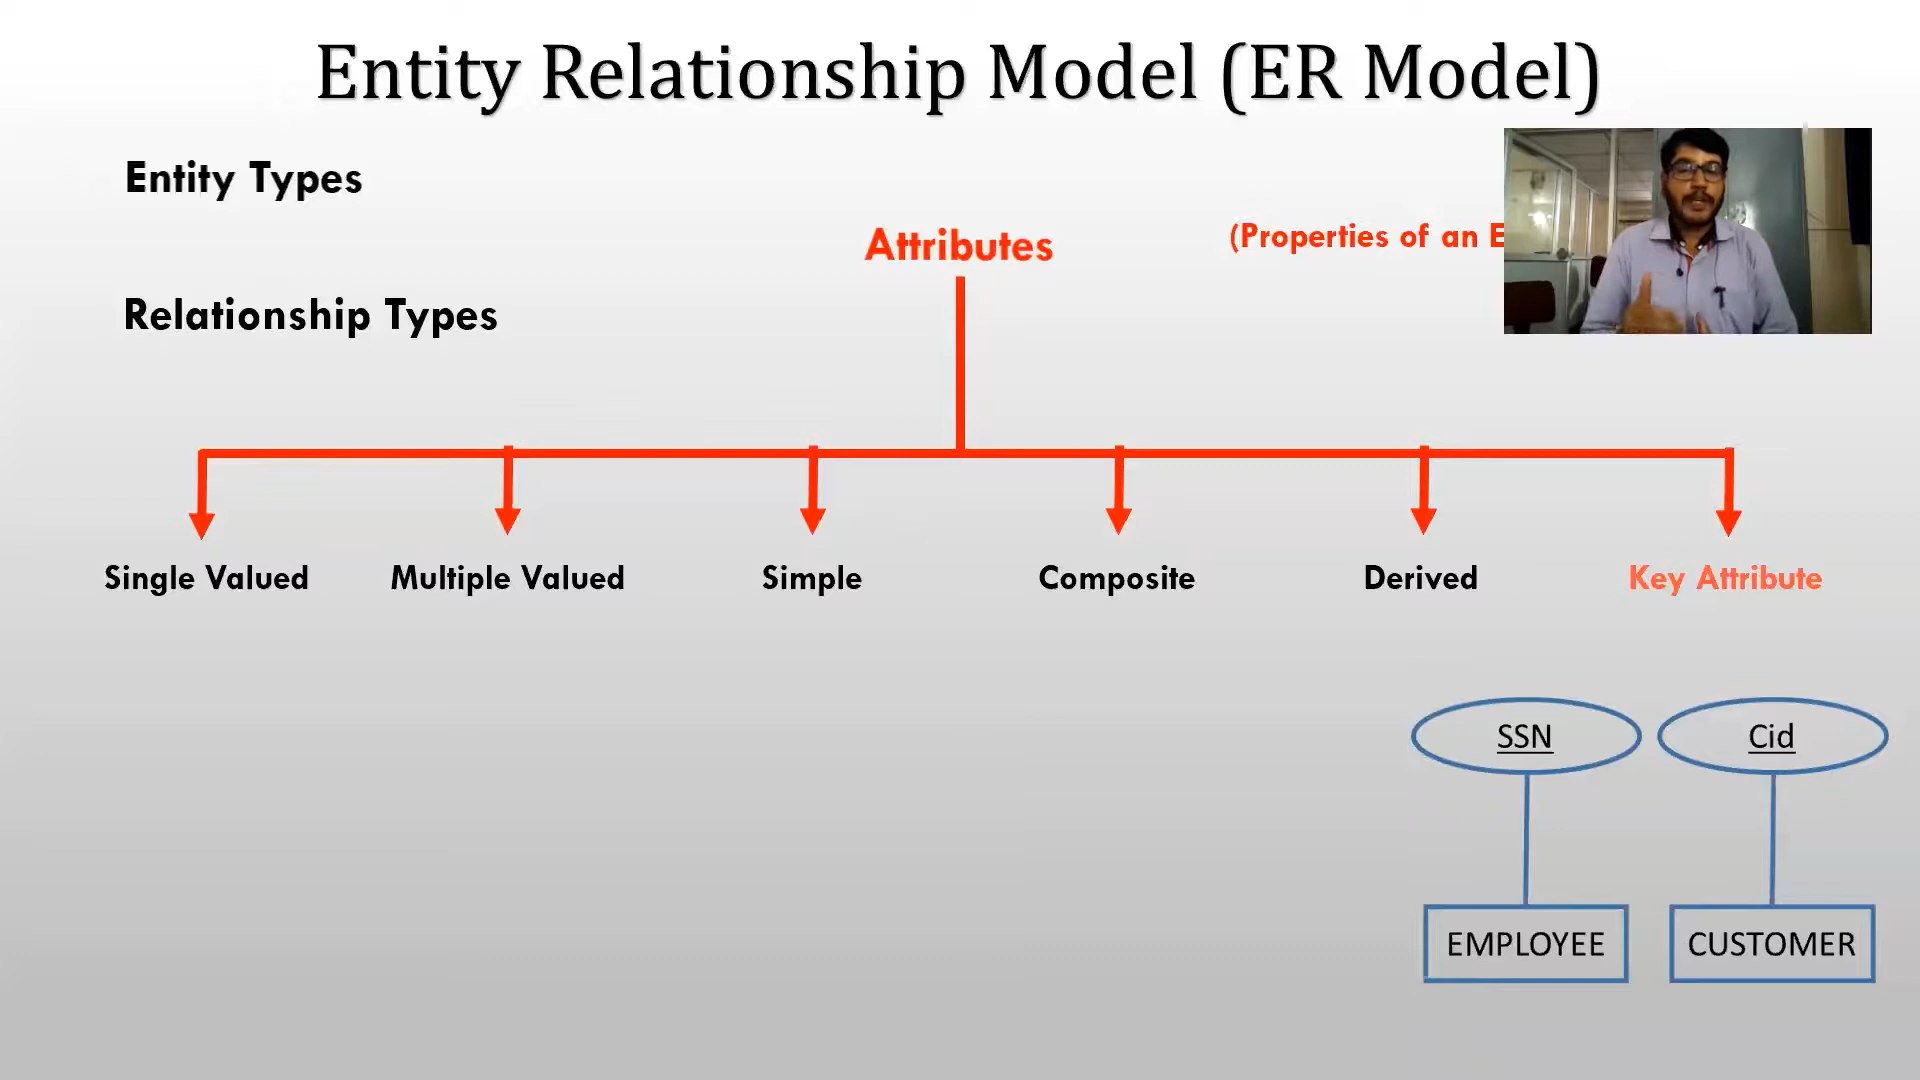 Entity Relationship Model (ER Model)
Entity Types
Attributes
(Properties of an E
Relationship Types
Single Valued
Multiple Valued
Simple
Composite
Derived
Key Attribute
SSN
Cid
EMPLOYEE
CUSTOMER